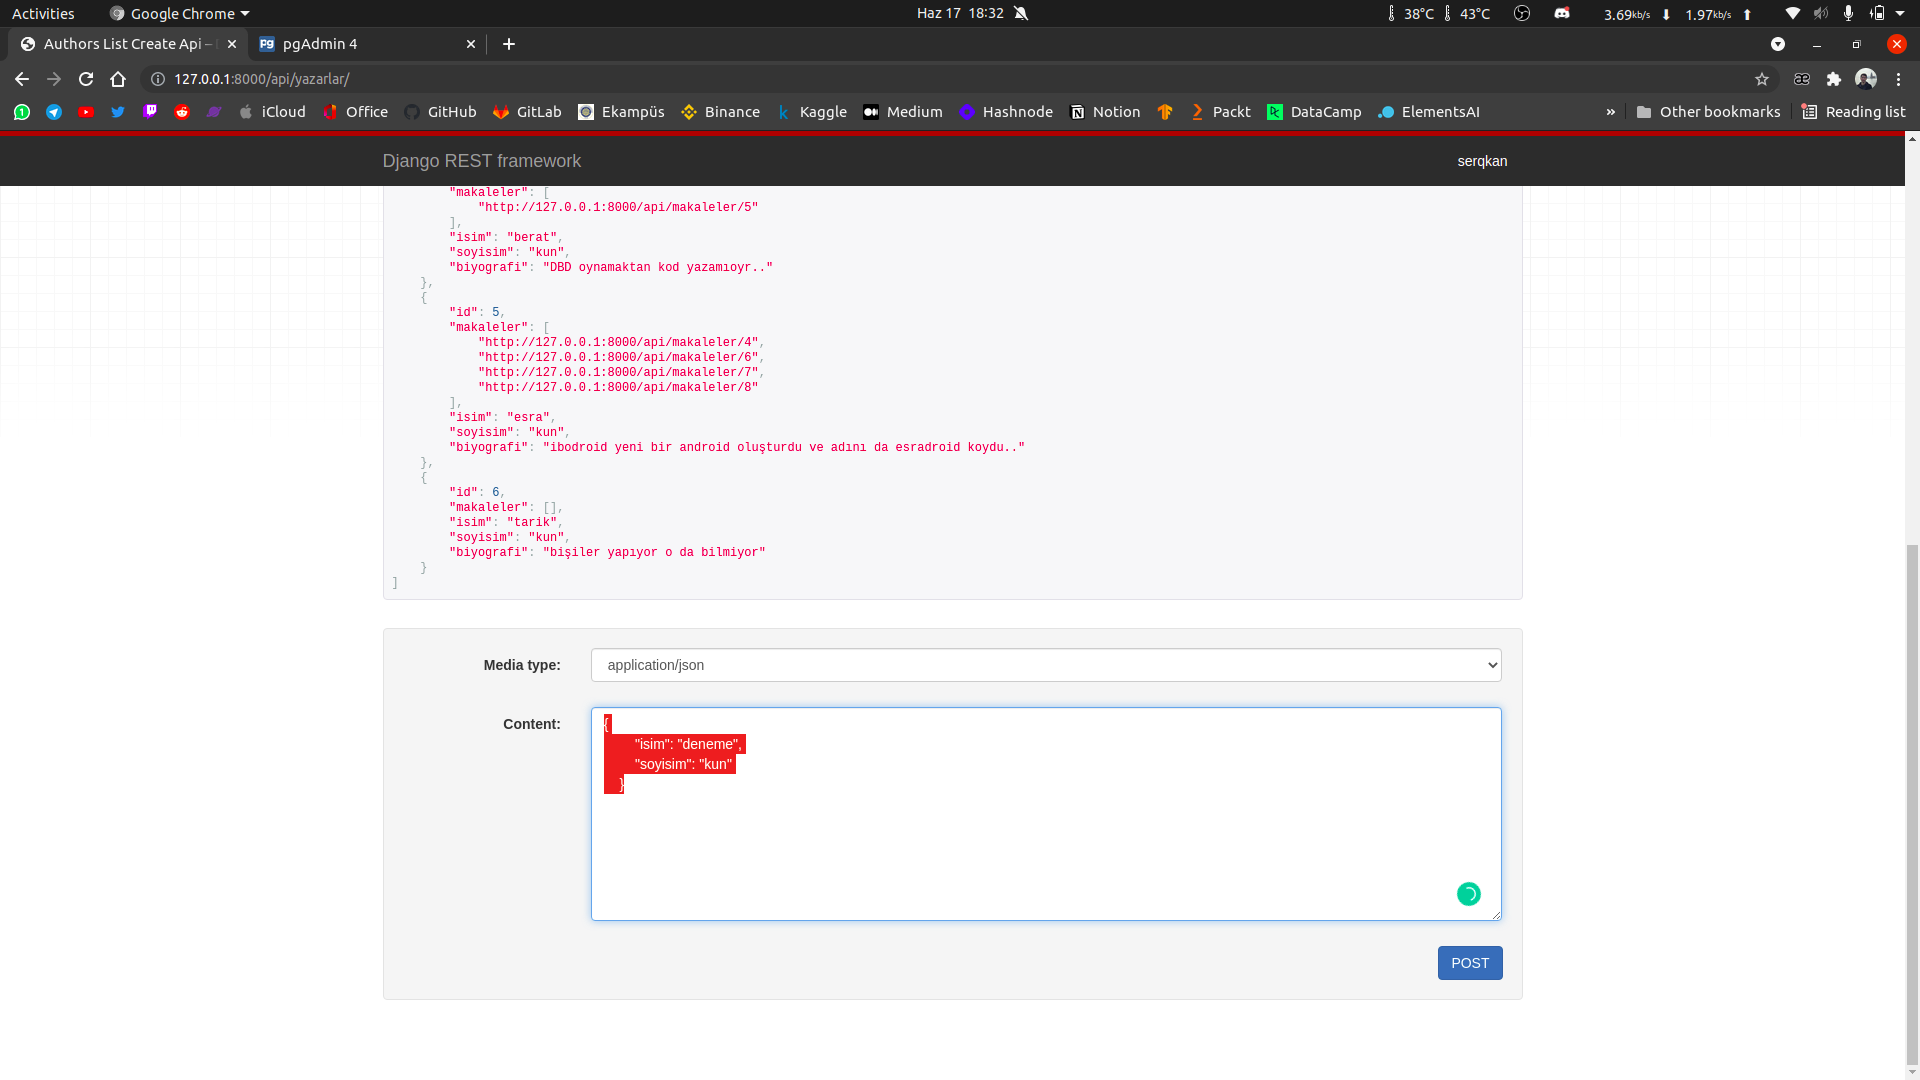 Activities
Google Chrome
Haz 17 18:32
38°C
43°C
3.69kb/s
1.97kb/s
Authors List Create Api –
pgAdmin 4
127.0.0.1:8000/api/yazarlar/
iCloud
Office
GitHub
GitLab
Ekampüs
Binance
Kaggle
Medium
Hashnode
Notion
Packt
DataCamp
ElementsAI
»
Other bookmarks
Reading list
Django REST framework
serqkan
"makaleler": [
"http://127.0.0.1:8000/api/makaleler/5"
],
"isim": "berat",
"soyisim": "kun",
"biyografi": "DBD oynamaktan kod yazamıoyr.."
},
{
"id": 5,
"makaleler": [
"http://127.0.0.1:8000/api/makaleler/4",
"http://127.0.0.1:8000/api/makaleler/6",
"http://127.0.0.1:8000/api/makaleler/7",
"http://127.0.0.1:8000/api/makaleler/8"
],
"isim": "esra",
"soyisim": "kun",
"biyografi": "ibodroid yeni bir android oluşturdu ve adını da esradroid koydu.."
},
{
"id": 6,
"makaleler": [],
"isim": "tarik",
"soyisim": "kun",
"biyografi": "bişiler yapıyor o da bilmiyor"
}
]
Media type:
application/json
Content:
{
"isim": "deneme",
"soyisim": "kun"
}
POST